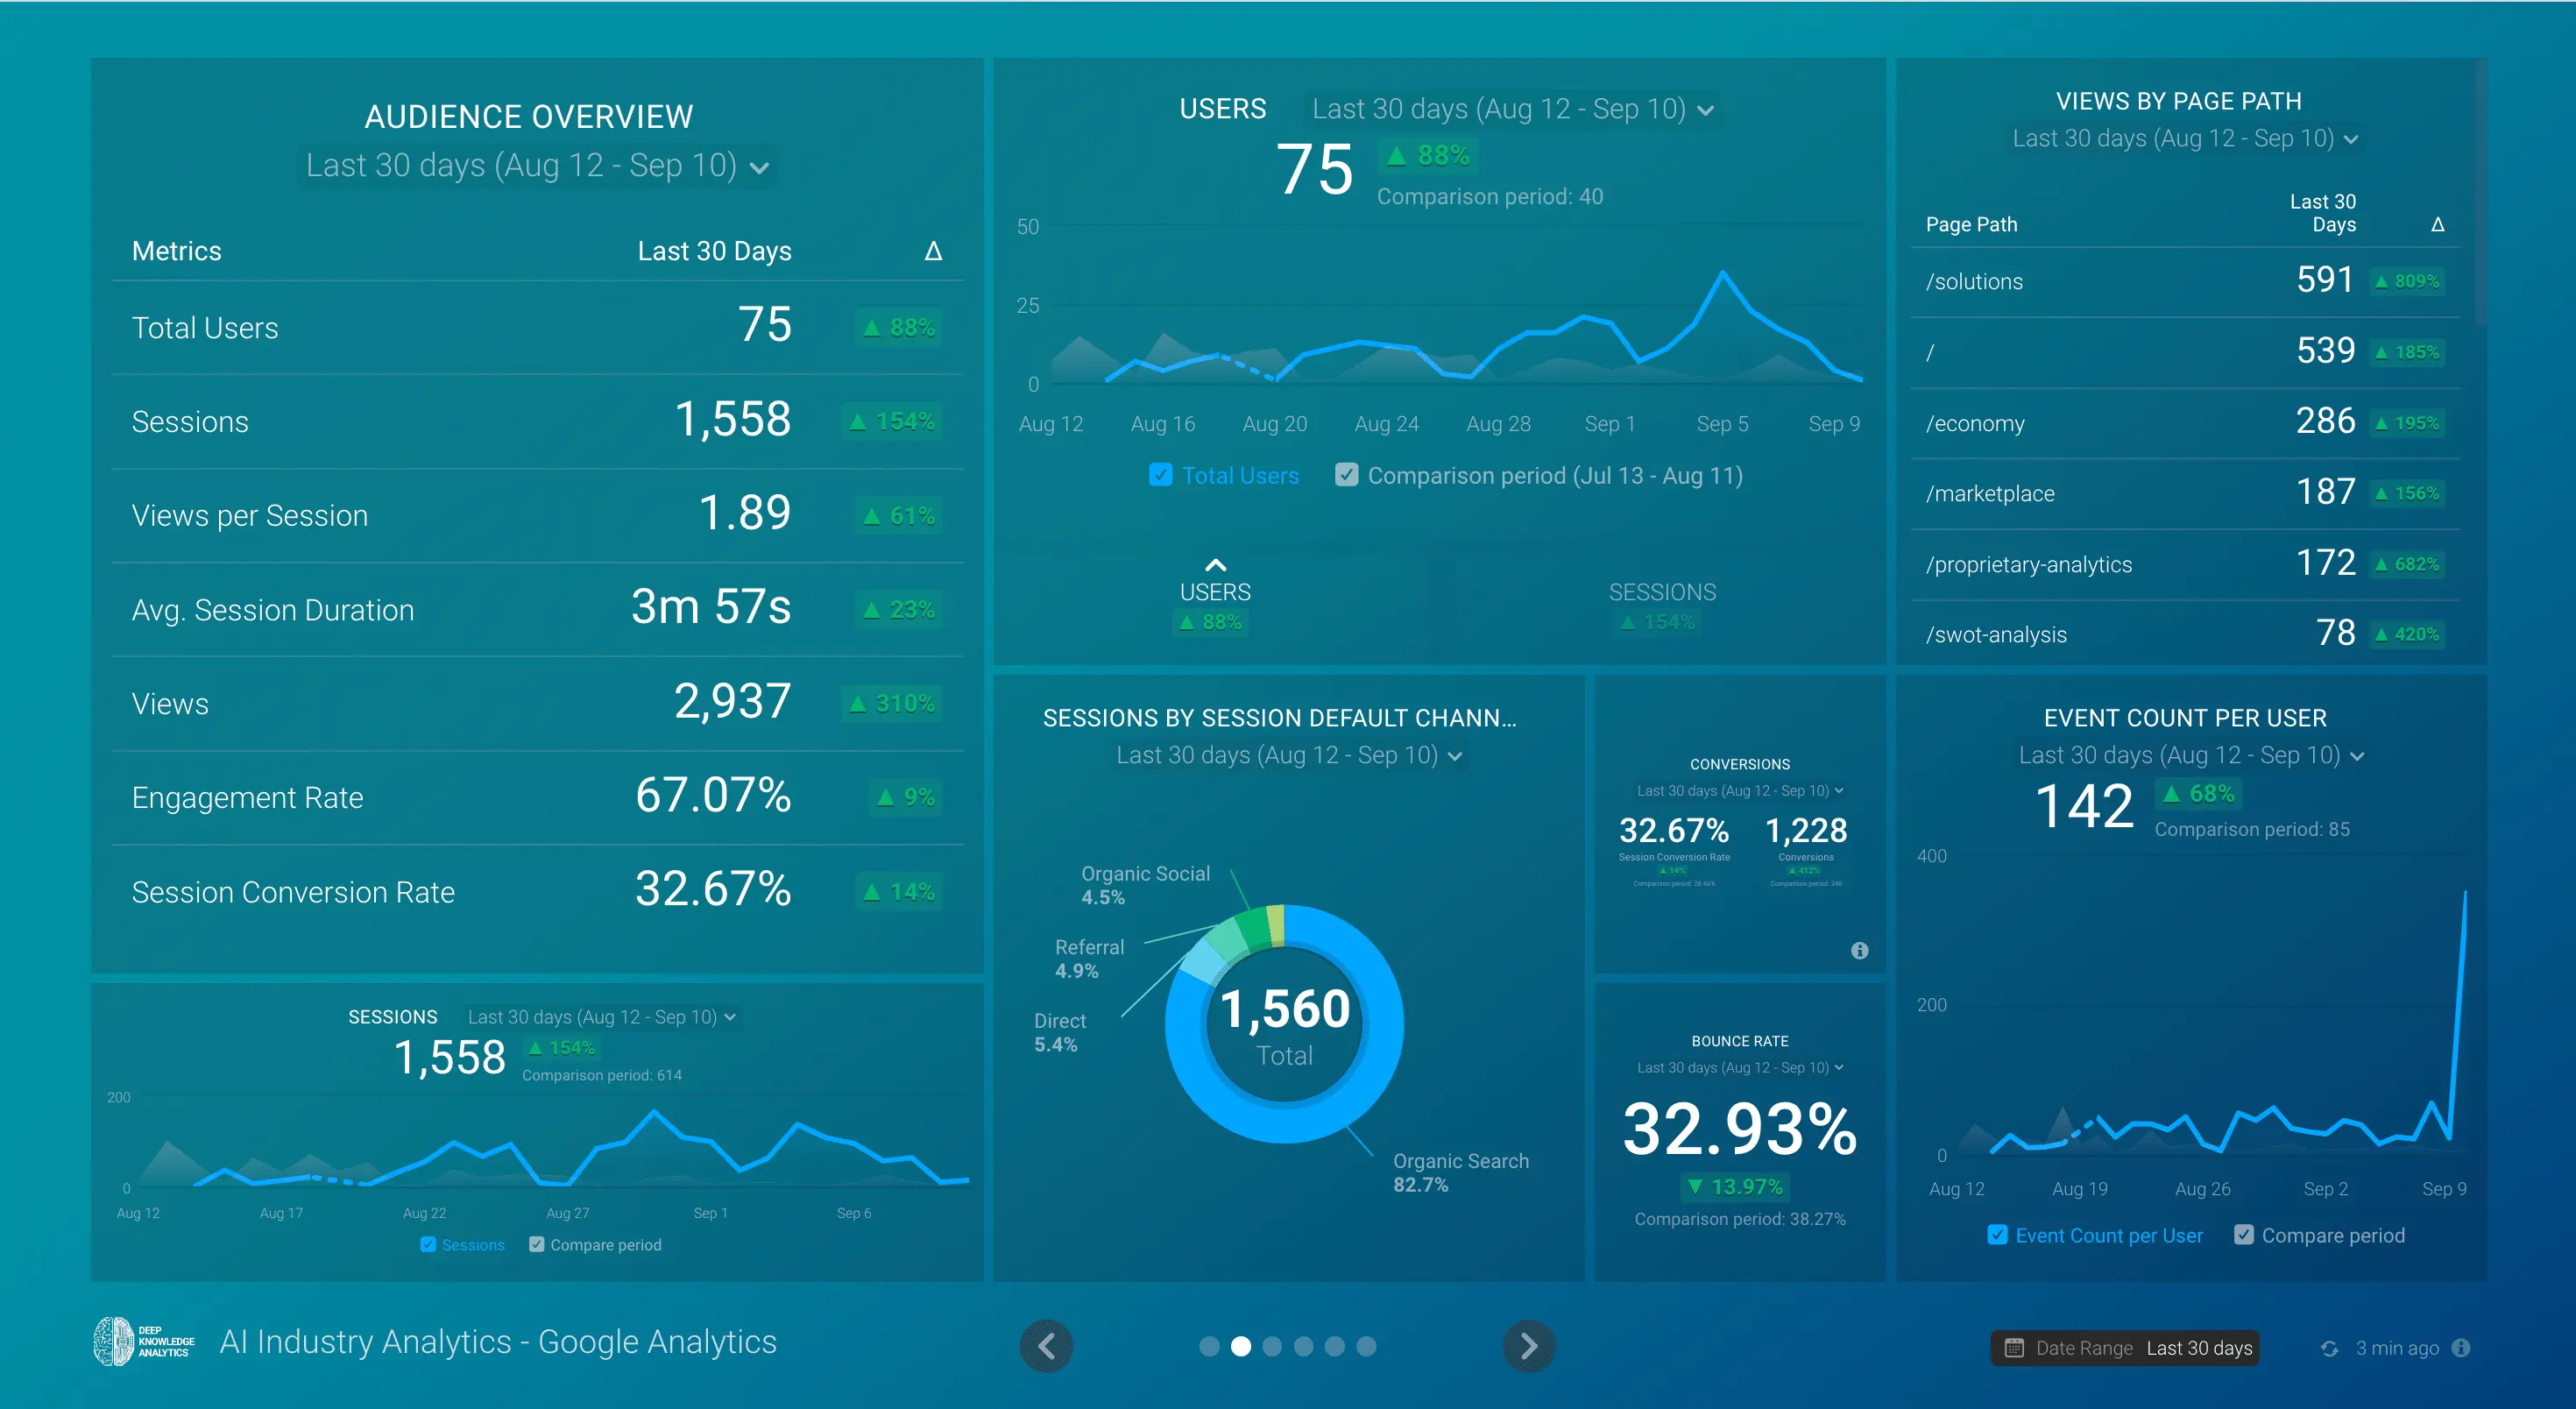 AUDIENCE OVERVIEW
Last 30 days (Aug 12 - Sep 10)
Metrics Last 30 Days Δ
Total Users 75 ▲ 88%
Sessions 1,558 ▲ 154%
Views per Session 1.89 ▲ 61%
Avg. Session Duration 3m 57s ▲ 23%
Views 2,937 ▲ 310%
Engagement Rate 67.07% ▲ 9%
Session Conversion Rate 32.67% ▲ 14%
USERS Last 30 days (Aug 12 - Sep 10)
75 ▲ 88%
Comparison period: 40
50
25
0
Aug 12 Aug 16 Aug 20 Aug 24 Aug 28 Sep 1 Sep 5 Sep 9
Total Users Comparison period (Jul 13 - Aug 11)
USERS SESSIONS
▲ 88% ▲ 154%
VIEWS BY PAGE PATH
Last 30 days (Aug 12 - Sep 10)
Last 30
Page Path Days Δ
/solutions 591 ▲ 809%
/ 539 ▲ 185%
/economy 286 ▲ 195%
/marketplace 187 ▲ 156%
/proprietary-analytics 172 ▲ 682%
/swot-analysis 78 ▲ 420%
SESSIONS Last 30 days (Aug 12 - Sep 10)
1,558 ▲ 154%
Comparison period: 614
200
0
Aug 12 Aug 17 Aug 22 Aug 27 Sep 1 Sep 6
Sessions Compare period
SESSIONS BY SESSION DEFAULT CHANN...
Last 30 days (Aug 12 - Sep 10)
Organic Social
4.5%
Referral
4.9%
Direct
5.4%
1,560
Total
Organic Search
82.7%
CONVERSIONS
Last 30 days (Aug 12 - Sep 10)
32.67% 1,228
Session Conversion Rate Conversions
▲ 14% ▲ 412%
Comparison period: 28.66% Comparison period: 240
BOUNCE RATE
Last 30 days (Aug 12 - Sep 10)
32.93%
▼ 13.97%
Comparison period: 38.27%
EVENT COUNT PER USER
Last 30 days (Aug 12 - Sep 10)
142 ▲ 68%
Comparison period: 85
400
200
0
Aug 12 Aug 19 Aug 26 Sep 2 Sep 9
Event Count per User Compare period
DEEP
KNOWLEDGE
ANALYTICS
AI Industry Analytics - Google Analytics
Date Range Last 30 days
3 min ago